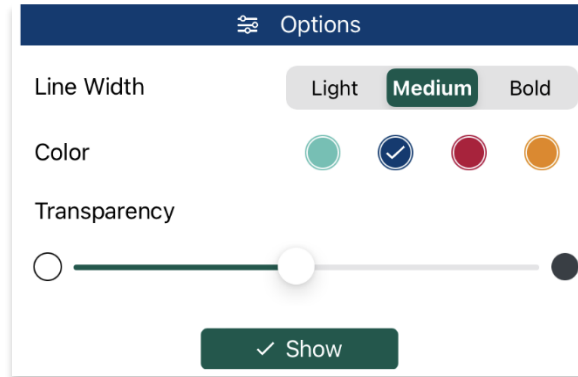 Options
Line Width Light Medium Bold
Color
Transparency
Show